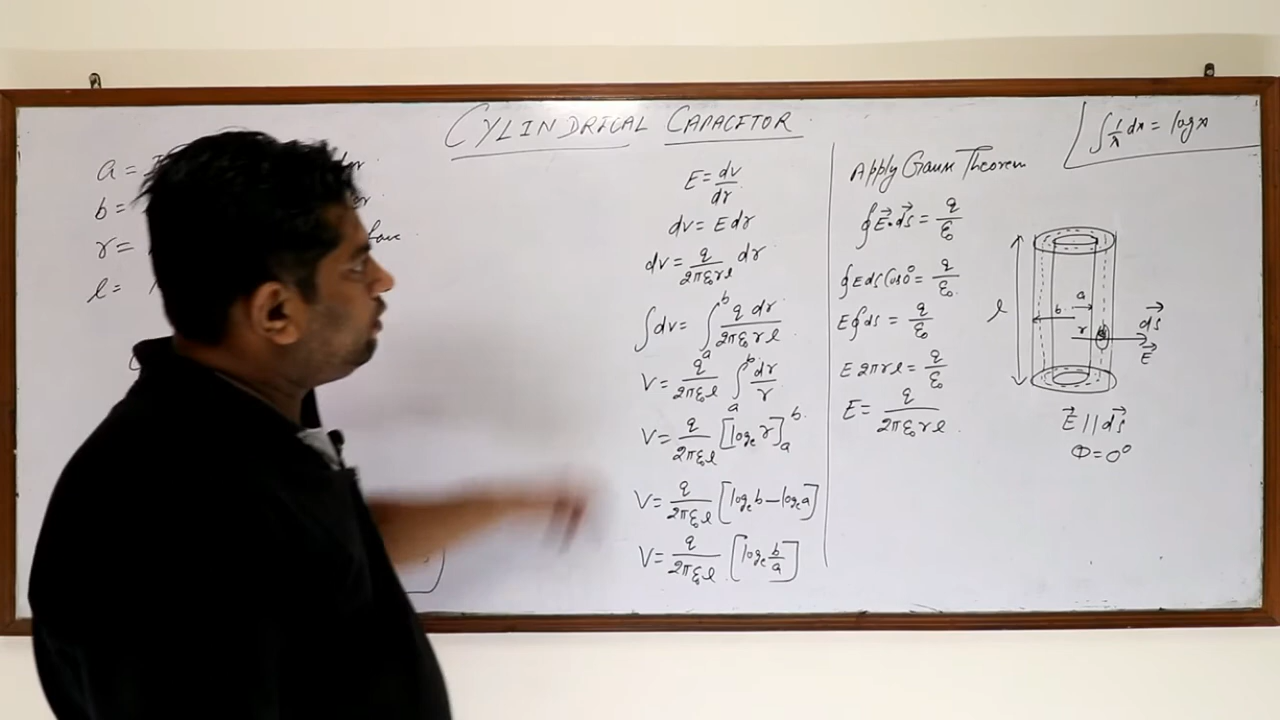 CYLINDRICAL CAPACITOR
a =
b =
r =
l =
E = dv/dr
dv = E dr
dv = q/2πε₀rl dr
∫dv = ∫ₐᵇ q dr/2πε₀rl
V = q/2πε₀l ∫ₐᵇ dr/r
V = q/2πε₀l [logₑ r]ₐᵇ
V = q/2πε₀l [logₑb − logₑa]
V = q/2πε₀l [logₑ b/a]
Apply Gauss Theorem
∮E⃗·ds⃗ = q/ε₀
∮E ds Cos0° = q/ε₀
E∮ds = q/ε₀
E 2πrl = q/ε₀
E = q/2πε₀rl
∫1/x dx = log x
l
a
b
r
ds⃗
E⃗
E⃗ || ds⃗
Φ = 0°